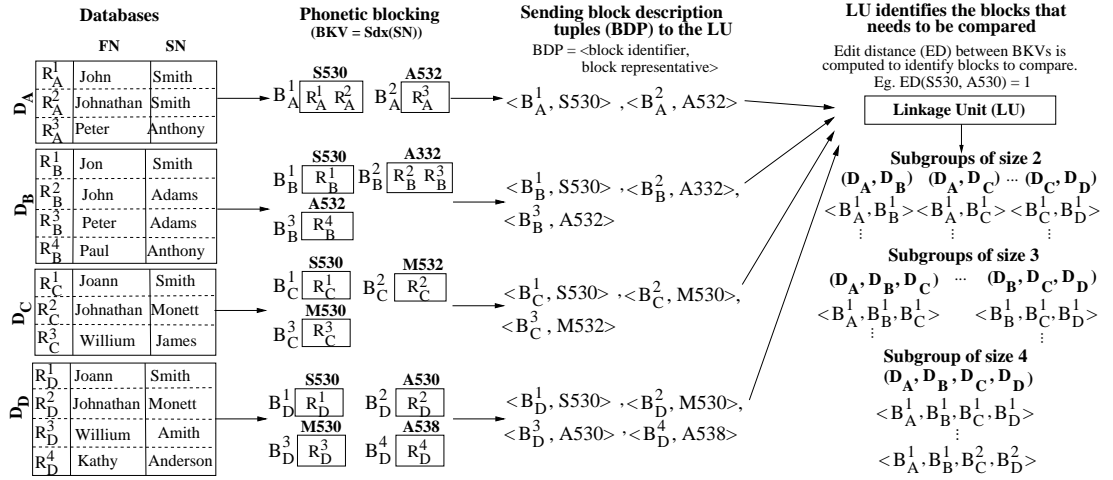 Databases
FN SN
D_A
R_A^1 John Smith
R_A^2 Johnathan Smith
R_A^3 Peter Anthony
D_B
R_B^1 Jon Smith
R_B^2 John Adams
R_B^3 Peter Adams
R_B^4 Paul Anthony
D_C
R_C^1 Joann Smith
R_C^2 Johnathan Monett
R_C^3 Willium James
D_D
R_D^1 Joann Smith
R_D^2 Johnathan Monett
R_D^3 Willium Amith
R_D^4 Kathy Anderson
Phonetic blocking
(BKV = Sdx(SN))
S530 A532
B_A^1 R_A^1 R_A^2 B_A^2 R_A^3
S530 A332
B_B^1 R_B^1 B_B^2 R_B^2 R_B^3
A532
B_B^3 R_B^4
S530 M532
B_C^1 R_C^1 B_C^2 R_C^2
M530
B_C^3 R_C^3
S530 A530
B_D^1 R_D^1 B_D^2 R_D^2
M530 A538
B_D^3 R_D^3 B_D^4 R_D^4
Sending block description
tuples (BDP) to the LU
BDP = <block identifier,
block representative>
<B_A^1, S530> ,<B_A^2, A532>
<B_B^1, S530> ,<B_B^2, A332>,
<B_B^3, A532>
<B_C^1, S530> ,<B_C^2, M530>,
<B_C^3, M532>
<B_D^1, S530> ,<B_D^2, M530>,
<B_D^3, A530> ,<B_D^4, A538>
LU identifies the blocks that
needs to be compared
Edit distance (ED) between BKVs is
computed to identify blocks to compare.
Eg. ED(S530, A530) = 1
Linkage Unit (LU)
Subgroups of size 2
(D_A, D_B) (D_A, D_C) ... (D_C, D_D)
<B_A^1, B_B^1> <B_A^1, B_C^1> <B_C^1, B_D^1>
⋮ ⋮ ⋮
Subgroups of size 3
(D_A, D_B, D_C) ... (D_B, D_C, D_D)
<B_A^1, B_B^1, B_C^1> <B_B^1, B_C^1, B_D^1>
⋮ ⋮
Subgroup of size 4
(D_A, D_B, D_C, D_D)
<B_A^1, B_B^1, B_C^1, B_D^1>
⋮
<B_A^1, B_B^1, B_C^2, B_D^2>